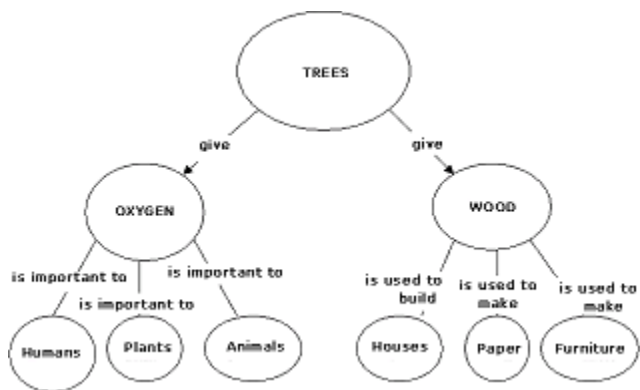 TREES
give
give
OXYGEN
WOOD
is important to
is important to
is important to
is used to
build
is used to
make
is used to
make
Humans
Plants
Animals
Houses
Paper
Furniture